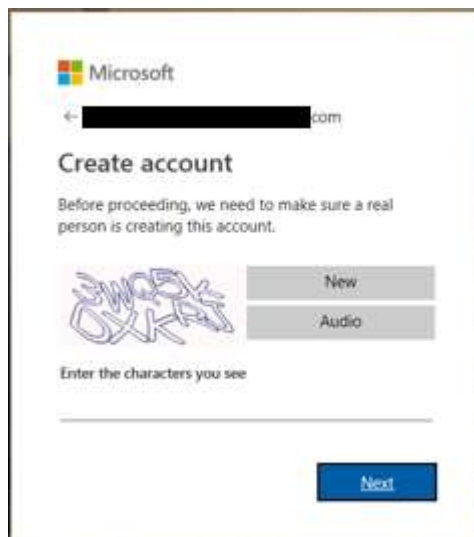 Microsoft
← com
Create account
Before proceeding, we need to make sure a real
person is creating this account.
New
Audio
Enter the characters you see
Next